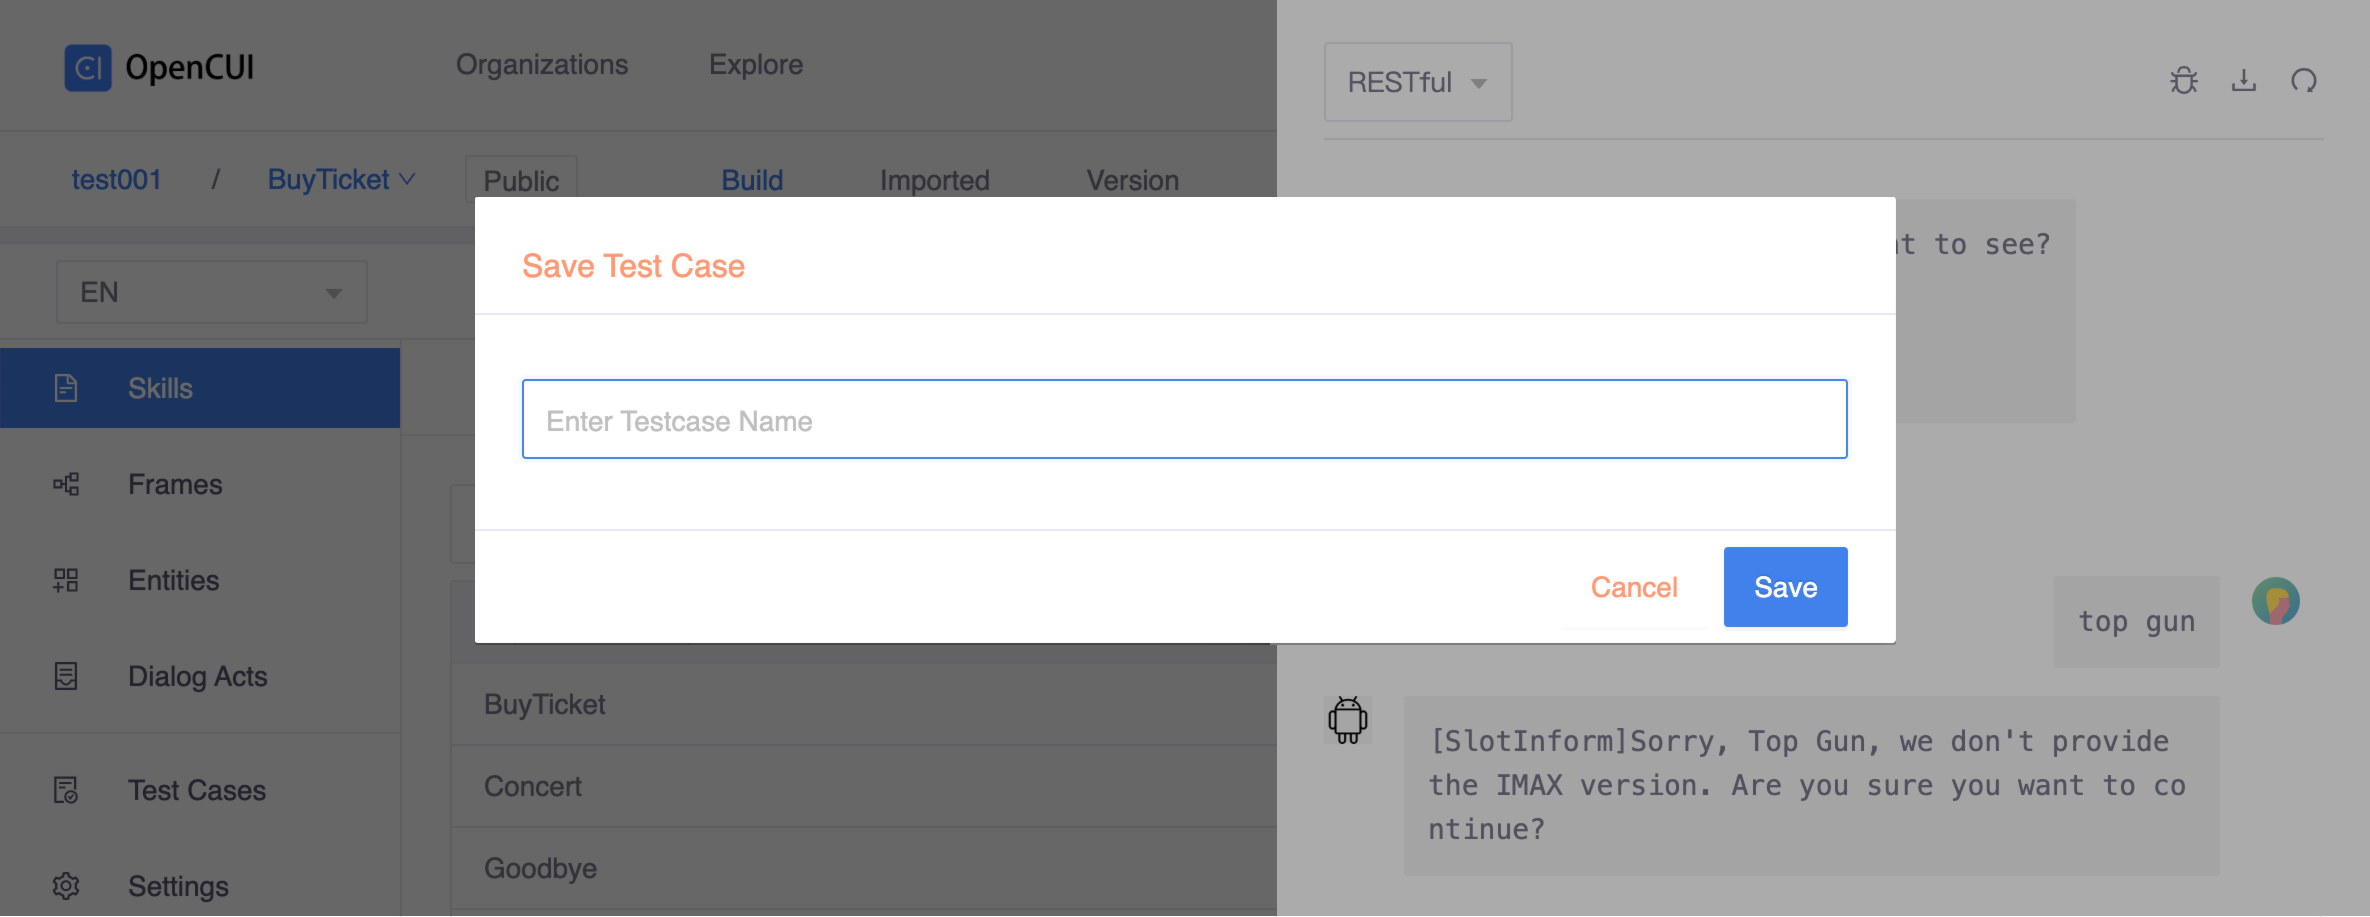 CI OpenCUI
Organizations
Explore
test001 / BuyTicket
Public
Build
Imported
Version
EN
Skills
Frames
Entities
Dialog Acts
Test Cases
Settings
BuyTicket
Concert
Goodbye
Save Test Case
Enter Testcase Name
Cancel
Save
RESTful
to see?
top gun
[SlotInform]Sorry, Top Gun, we don't provide
the IMAX version. Are you sure you want to co
ntinue?